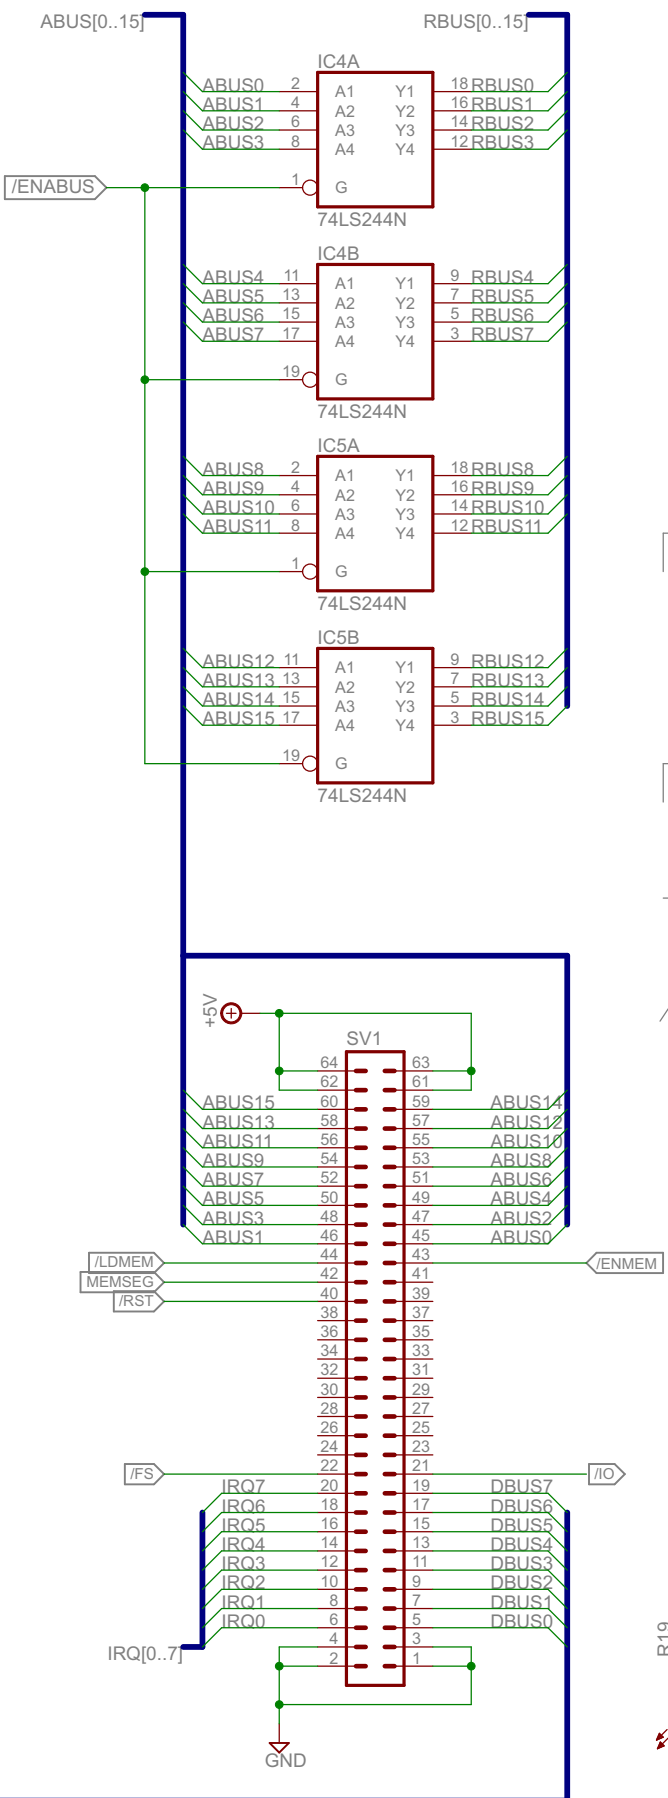 ABUS[0..15] RBUS[0..15]
IC4A
ABUS0 2 A1 Y1 18 RBUS0
ABUS1 4 A2 Y2 16 RBUS1
ABUS2 6 A3 Y3 14 RBUS2
ABUS3 8 A4 Y4 12 RBUS3
/ENABUS 1 G
74LS244N
IC4B
ABUS4 11 A1 Y1 9 RBUS4
ABUS5 13 A2 Y2 7 RBUS5
ABUS6 15 A3 Y3 5 RBUS6
ABUS7 17 A4 Y4 3 RBUS7
19 G
74LS244N
IC5A
ABUS8 2 A1 Y1 18 RBUS8
ABUS9 4 A2 Y2 16 RBUS9
ABUS10 6 A3 Y3 14 RBUS10
ABUS11 8 A4 Y4 12 RBUS11
1 G
74LS244N
IC5B
ABUS12 11 A1 Y1 9 RBUS12
ABUS13 13 A2 Y2 7 RBUS13
ABUS14 15 A3 Y3 5 RBUS14
ABUS15 17 A4 Y4 3 RBUS15
19 G
74LS244N
+5V
SV1
64 63
62 61
ABUS15 60 59 ABUS14
ABUS13 58 57 ABUS12
ABUS11 56 55 ABUS10
ABUS9 54 53 ABUS8
ABUS7 52 51 ABUS6
ABUS5 50 49 ABUS4
ABUS3 48 47 ABUS2
ABUS1 46 45 ABUS0
/LDMEM 44 43 /ENMEM
MEMSEG 42 41
/RST 40 39
38 37
36 35
34 33
32 31
30 29
28 27
26 25
24 23
/FS 22 21 /IO
IRQ7 20 19 DBUS7
IRQ6 18 17 DBUS6
IRQ5 16 15 DBUS5
IRQ4 14 13 DBUS4
IRQ3 12 11 DBUS3
IRQ2 10 9 DBUS2
IRQ1 8 7 DBUS1
IRQ0 6 5 DBUS0
4 3
IRQ[0..7] 2 1
R19
GND